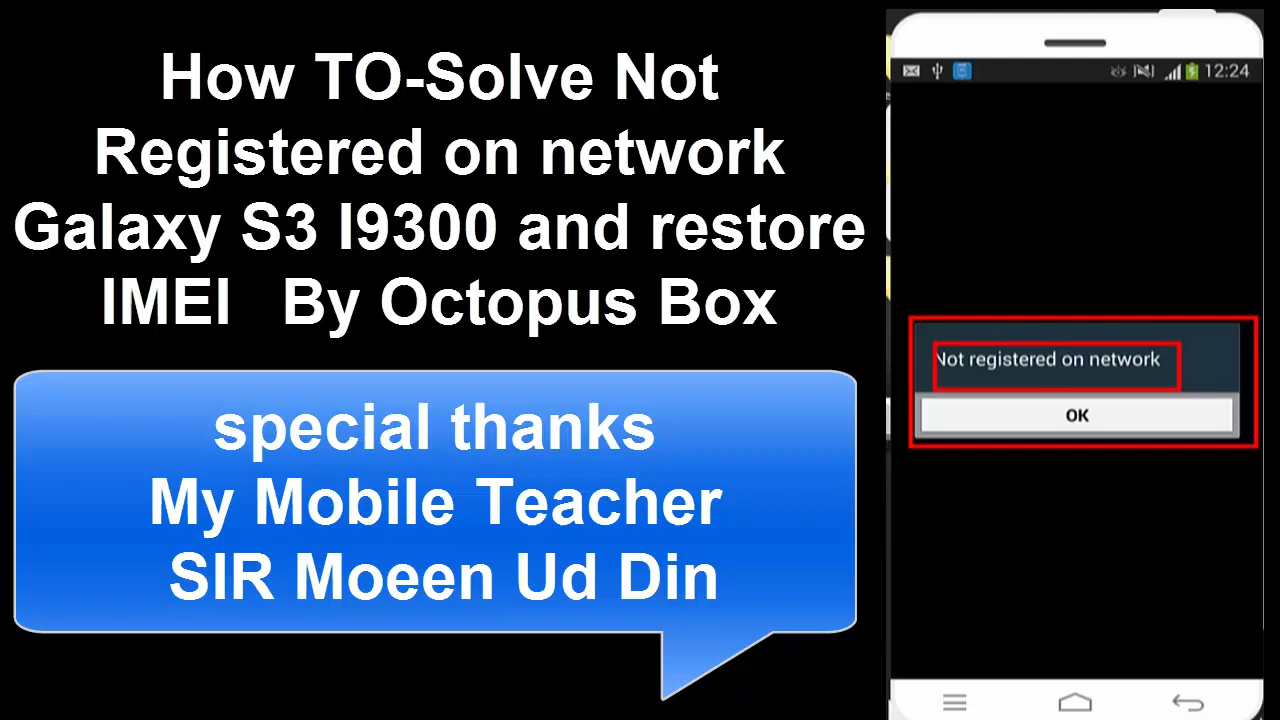 How TO-Solve Not
Registered on network
Galaxy S3 I9300 and restore
IMEI By Octopus Box
special thanks
My Mobile Teacher
SIR Moeen Ud Din
12:24
Not registered on network
OK